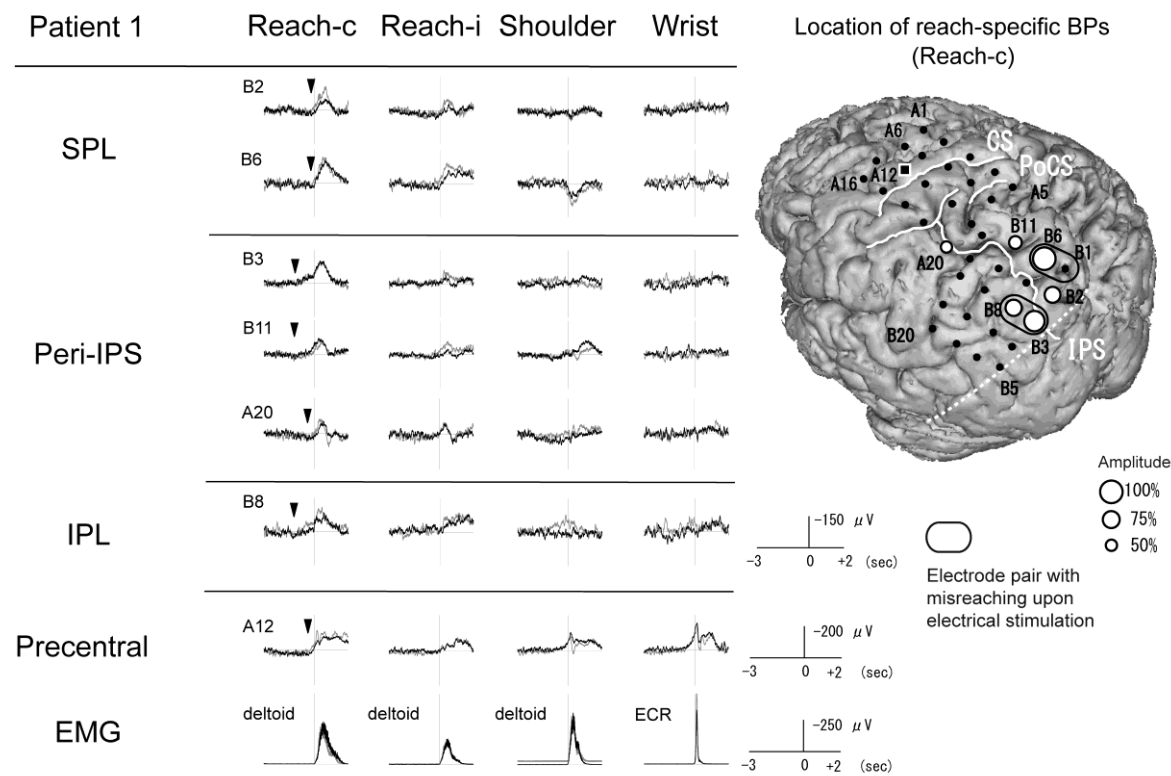 Patient 1
Reach-c
Reach-i
Shoulder
Wrist
SPL
B2
B6
Peri-IPS
B3
B11
A20
IPL
B8
Precentral
A12
EMG
deltoid
deltoid
deltoid
ECR
-150 μV
-3 0 +2 (sec)
-200 μV
-3 0 +2 (sec)
-250 μV
-3 0 +2 (sec)
Location of reach-specific BPs
(Reach-c)
A1
A6
CS
PoCS
A16
A12
A5
B11
B6
B1
A20
B2
B8
B20
B3
IPS
B5
Amplitude
100%
75%
50%
Electrode pair with
misreaching upon
electrical stimulation